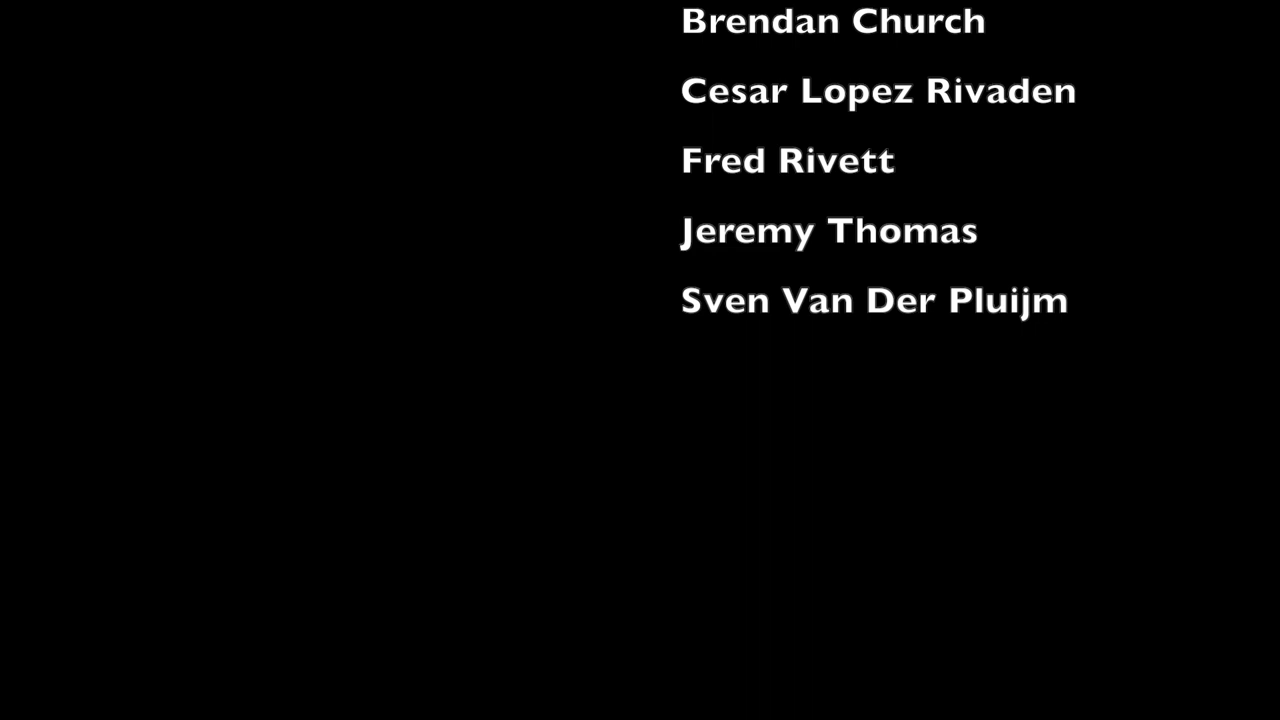 Brendan Church
Cesar Lopez Rivaden
Fred Rivett
Jeremy Thomas
Sven Van Der Pluijm